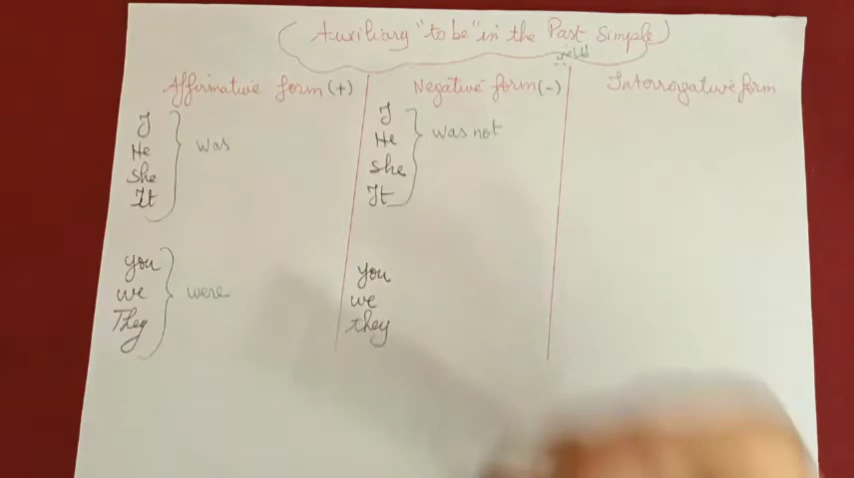 Auxiliary "to be" in the Past Simple
Affirmative form (+)
I
He
she
It
was
you
we
They
were
Negative form (-)
I
He
she
It
was not
you
we
they
Interrogative form